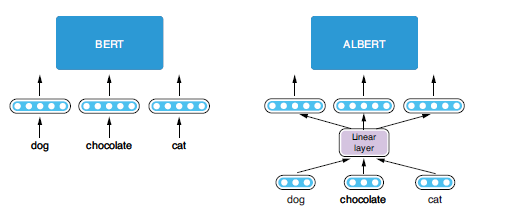 BERT
dog chocolate cat
ALBERT
Linear
layer
dog chocolate cat